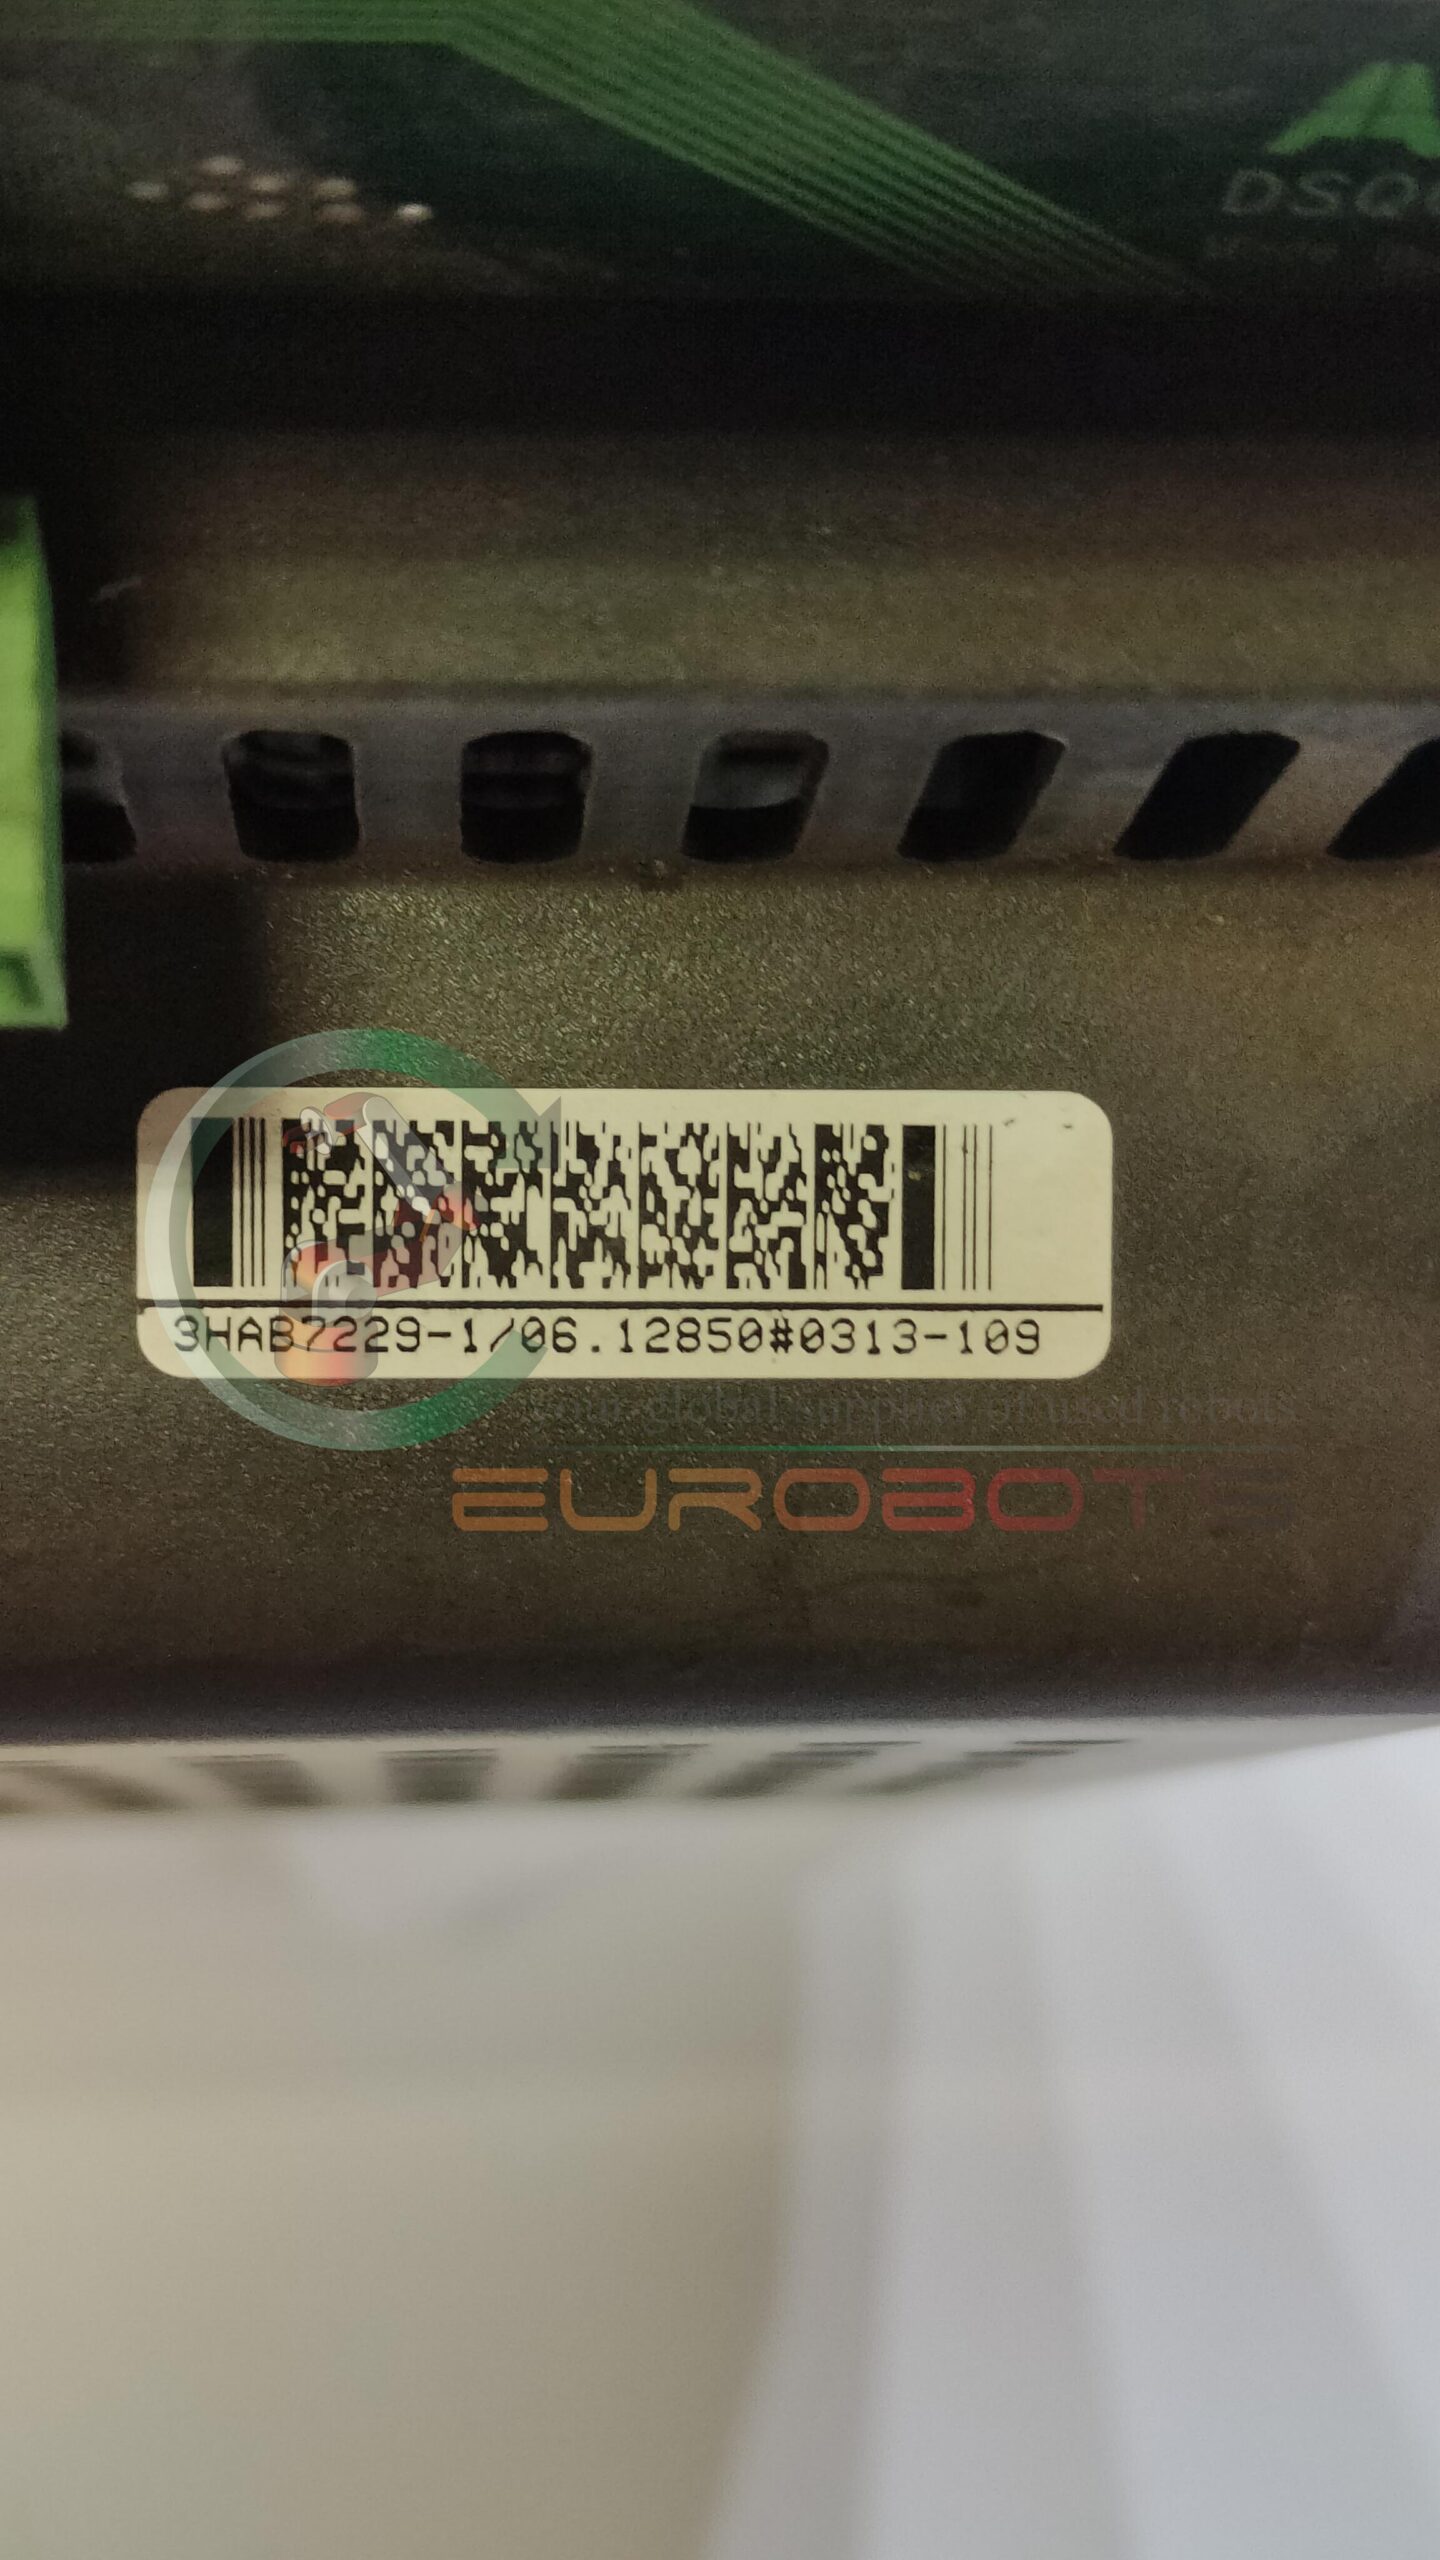 DSQ
3HAB7229-1/06.12850#0313-109
your global supplier of used robots
EUROBOTS